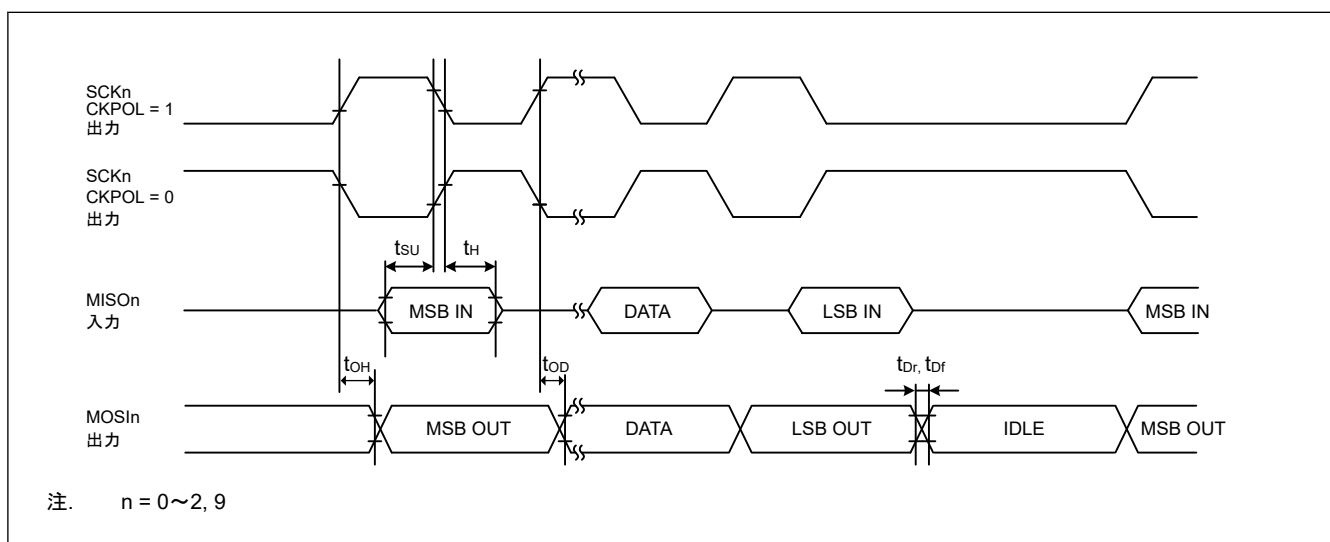 SCKn
CKPOL = 1
出力
SCKn
CKPOL = 0
出力
tSU
tH
MISOn
入力
MSB IN
DATA
LSB IN
MSB IN
tOH
tOD
tDr, tDf
MOSIn
出力
MSB OUT
DATA
LSB OUT
IDLE
MSB OUT
注. n = 0～2, 9